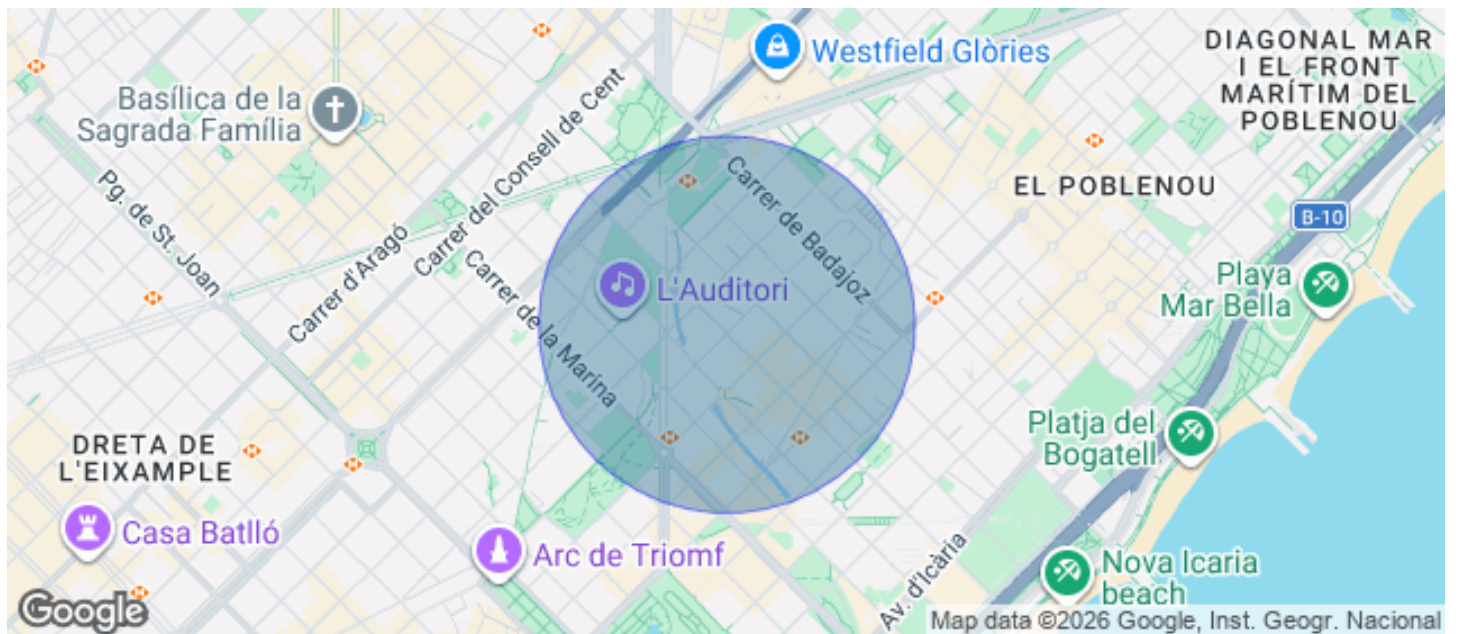 Westfield Glòries
DIAGONAL MAR
I EL FRONT
MARÍTIM DEL
POBLENOU
Basílica de la
Sagrada Família
Carrer del Consell de Cent
Carrer de Badajoz
EL POBLENOU
B-10
Pg. de St. Joan
Carrer d'Aragó
Carrer de la Marina
L'Auditori
Playa
Mar Bella
Platja del
Bogatell
DRETA DE
L'EIXAMPLE
Casa Batlló
Arc de Triomf
Av. d'Icària
Nova Icaria
beach
Google
Map data ©2026 Google, Inst. Geogr. Nacional